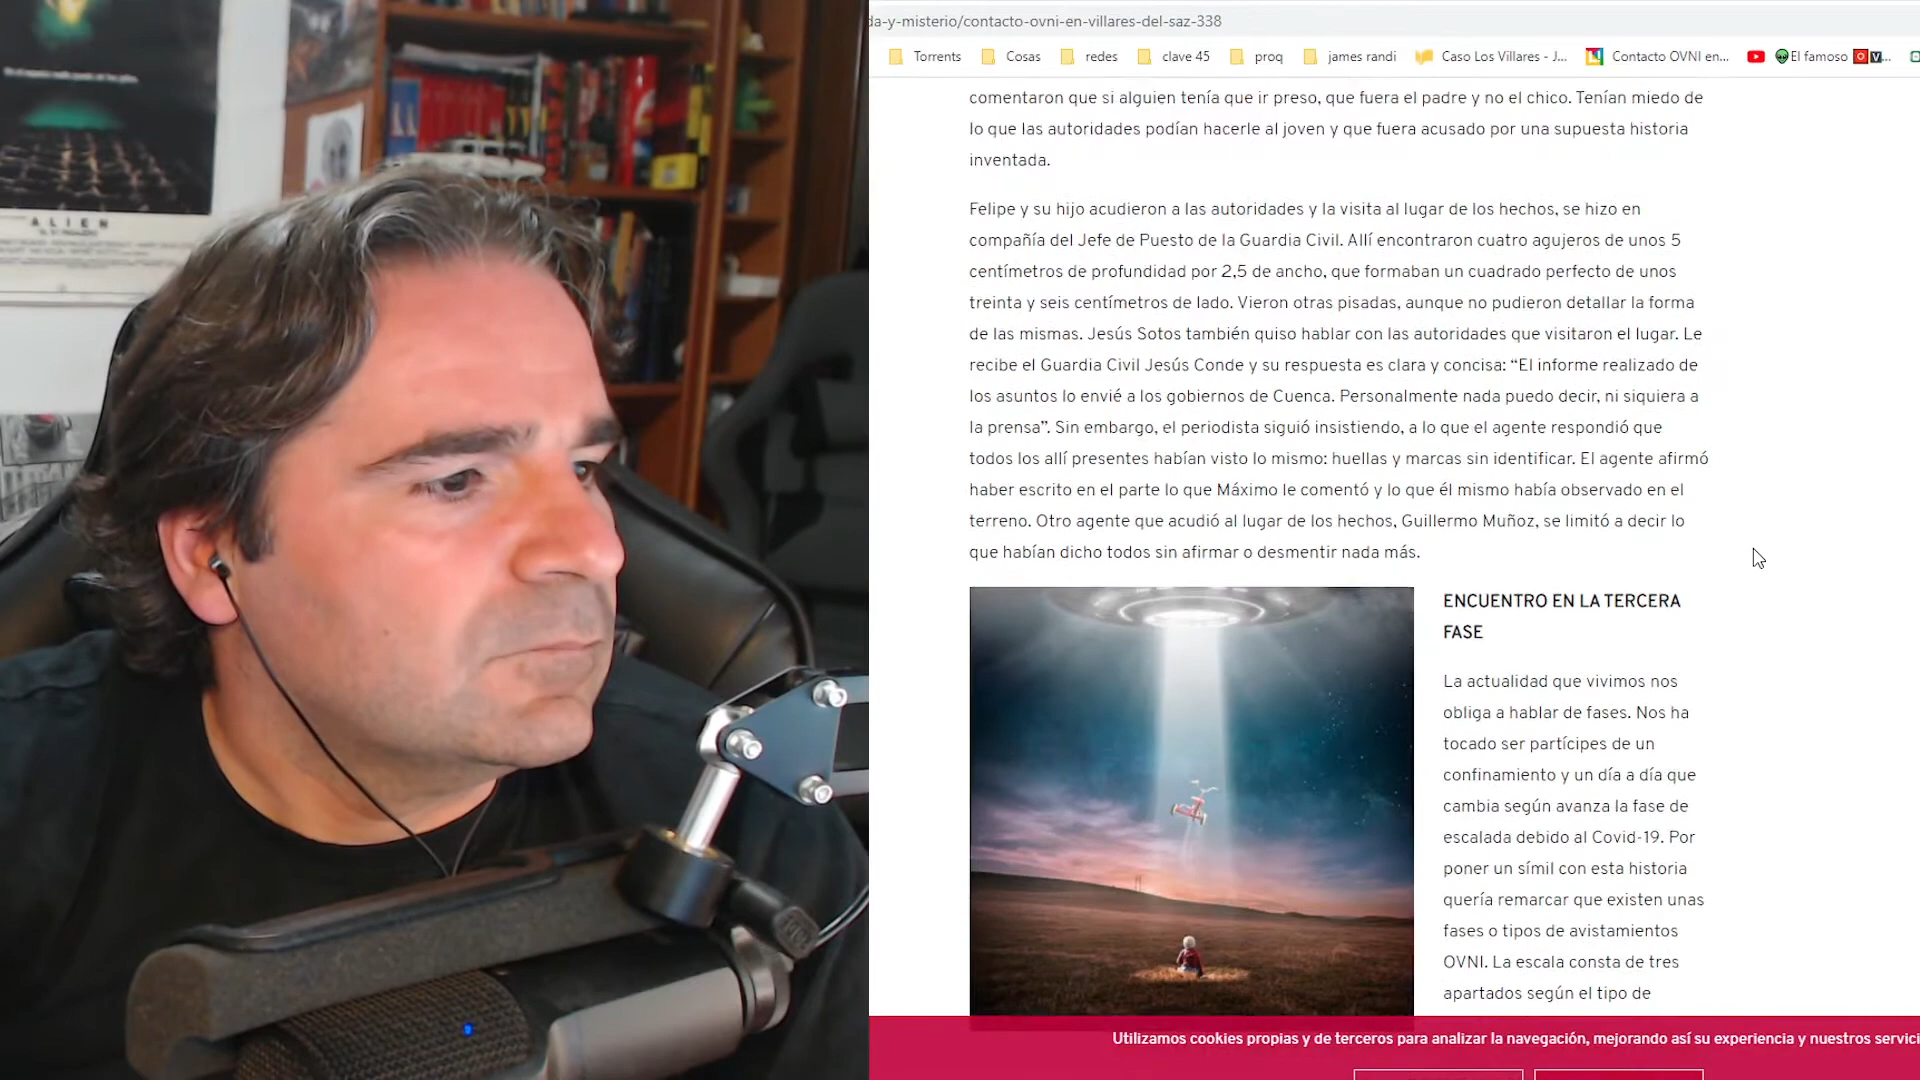 ALIEN
da-y-misterio/contacto-ovni-en-villares-del-saz-338
Torrents Cosas redes clave 45 proq james randi Caso Los Villares - J... Contacto OVNI en... El famoso
comentaron que si alguien tenía que ir preso, que fuera el padre y no el chico. Tenían miedo de
lo que las autoridades podían hacerle al joven y que fuera acusado por una supuesta historia
inventada.
Felipe y su hijo acudieron a las autoridades y la visita al lugar de los hechos, se hizo en
compañía del Jefe de Puesto de la Guardia Civil. Allí encontraron cuatro agujeros de unos 5
centímetros de profundidad por 2,5 de ancho, que formaban un cuadrado perfecto de unos
treinta y seis centímetros de lado. Vieron otras pisadas, aunque no pudieron detallar la forma
de las mismas. Jesús Sotos también quiso hablar con las autoridades que visitaron el lugar. Le
recibe el Guardia Civil Jesús Conde y su respuesta es clara y concisa: “El informe realizado de
los asuntos lo envié a los gobiernos de Cuenca. Personalmente nada puedo decir, ni siquiera a
la prensa”. Sin embargo, el periodista siguió insistiendo, a lo que el agente respondió que
todos los allí presentes habían visto lo mismo: huellas y marcas sin identificar. El agente afirmó
haber escrito en el parte lo que Máximo le comentó y lo que él mismo había observado en el
terreno. Otro agente que acudió al lugar de los hechos, Guillermo Muñoz, se limitó a decir lo
que habían dicho todos sin afirmar o desmentir nada más.
ENCUENTRO EN LA TERCERA
FASE
La actualidad que vivimos nos
obliga a hablar de fases. Nos ha
tocado ser partícipes de un
confinamiento y un día a día que
cambia según avanza la fase de
escalada debido al Covid-19. Por
poner un símil con esta historia
quería remarcar que existen unas
fases o tipos de avistamientos
OVNI. La escala consta de tres
apartados según el tipo de
Utilizamos cookies propias y de terceros para analizar la navegación, mejorando así su experiencia y nuestros servici